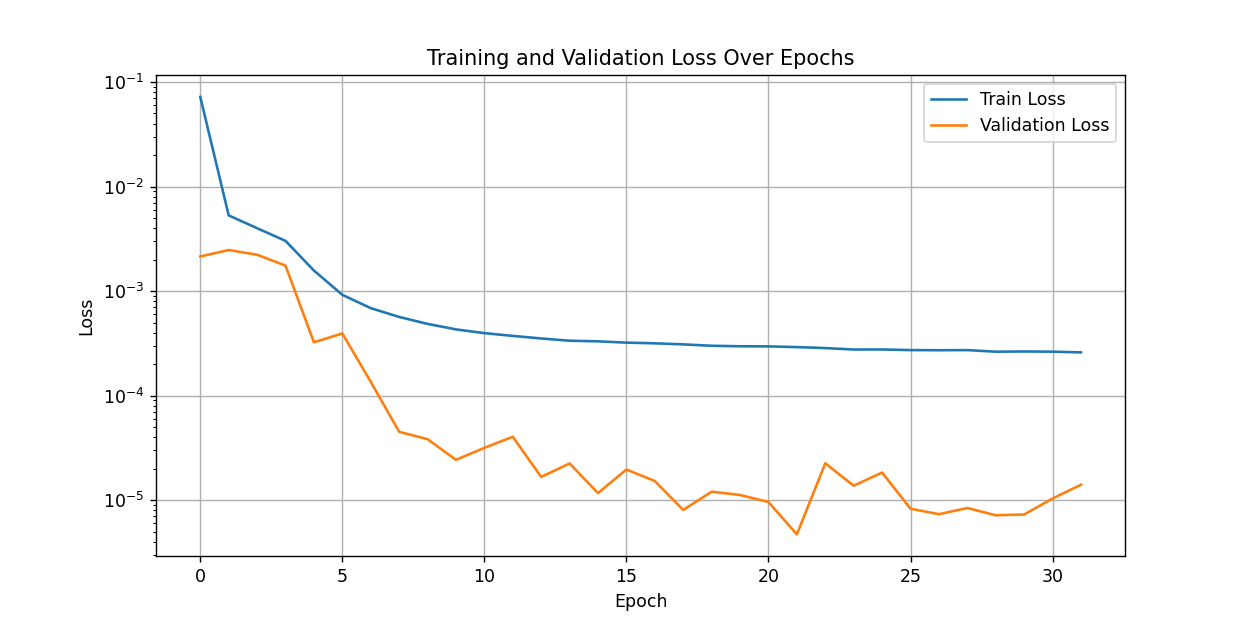 Training and Validation Loss Over Epochs
Train Loss
Validation Loss
Loss
10⁻¹
10⁻²
10⁻³
10⁻⁴
10⁻⁵
0 5 10 15 20 25 30
Epoch